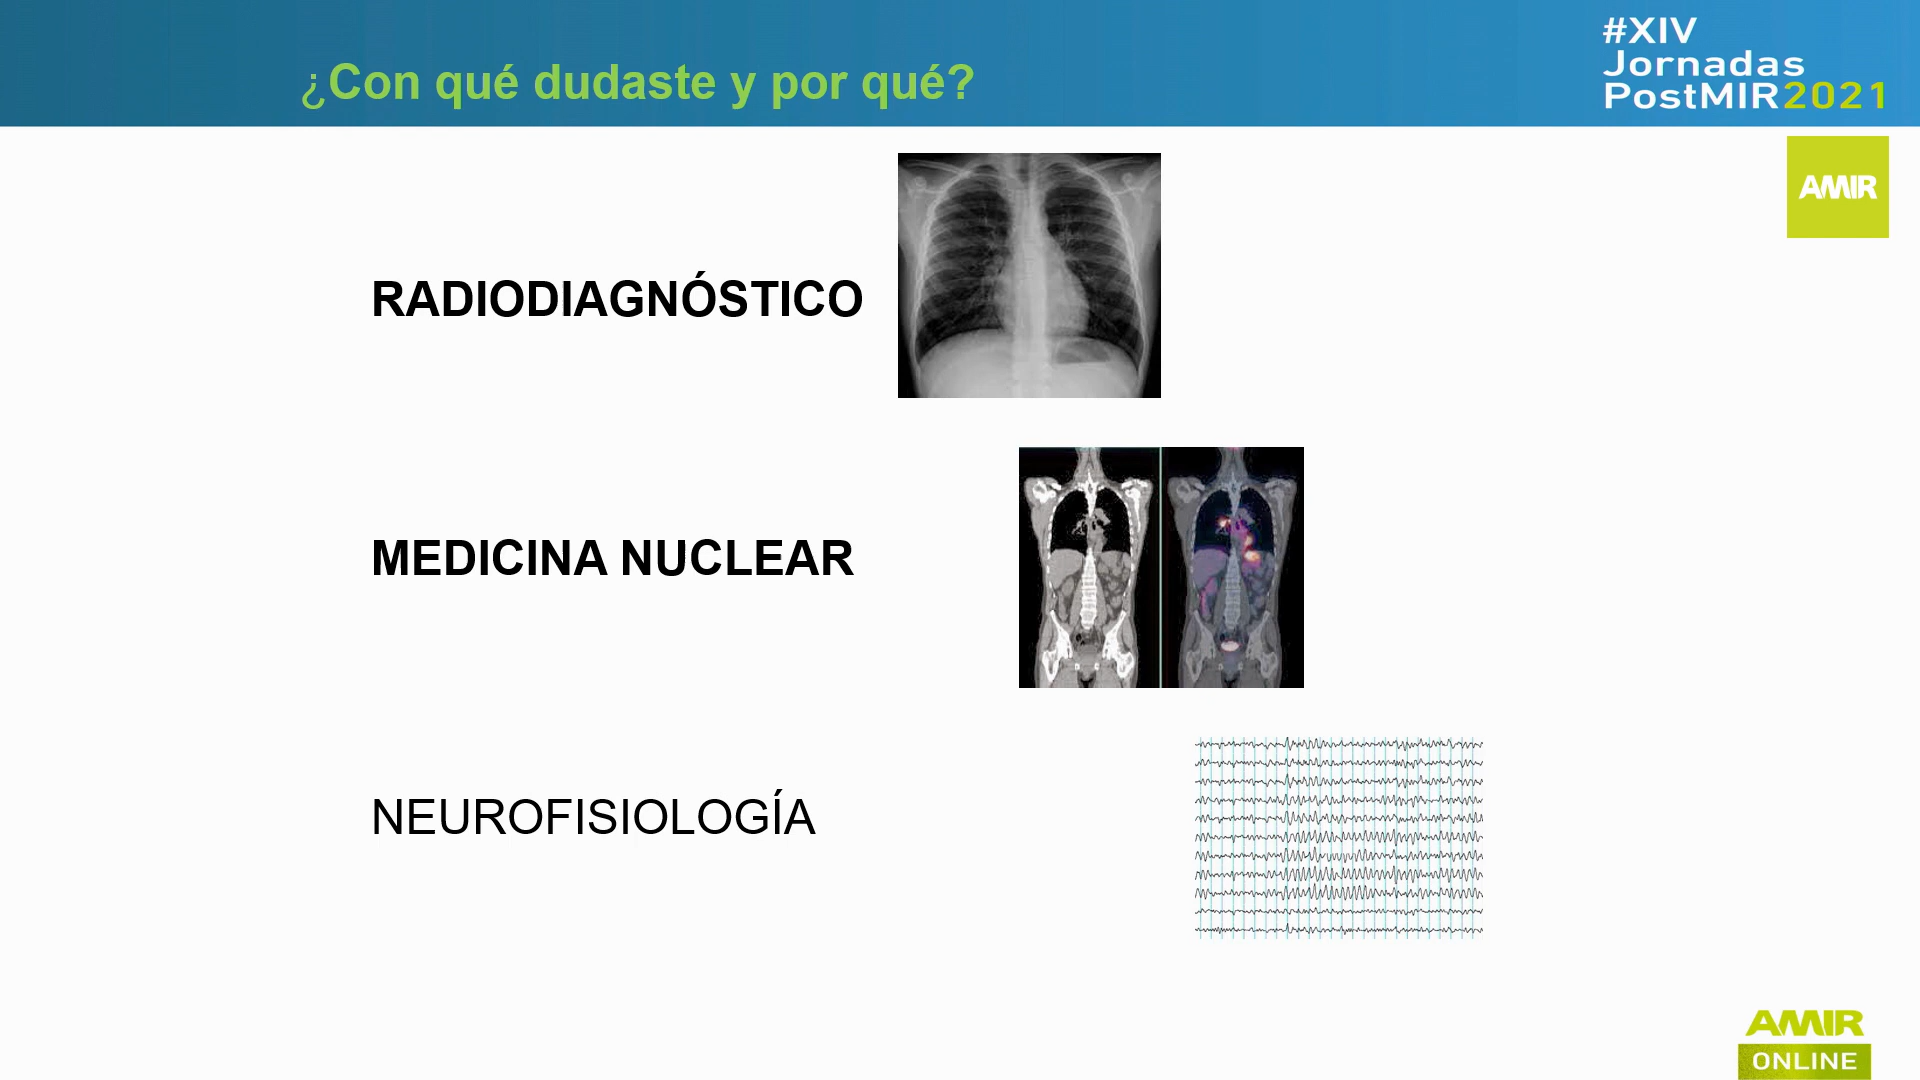 ¿Con qué dudaste y por qué?
#XIV
Jornadas
PostMIR2021
AMIR
RADIODIAGNÓSTICO
MEDICINA NUCLEAR
NEUROFISIOLOGÍA
AMIR
ONLINE